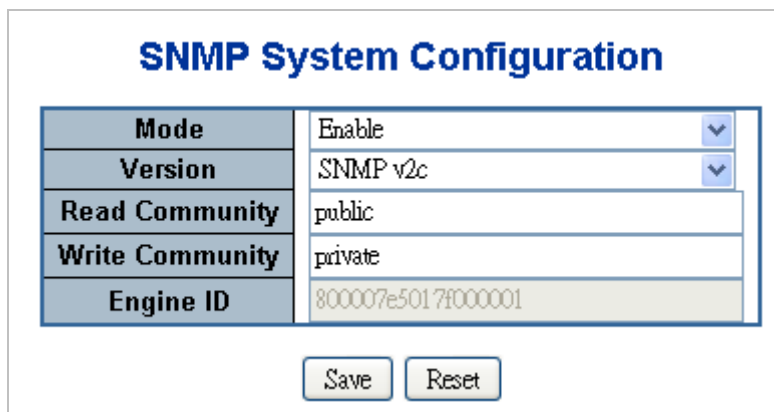 SNMP System Configuration
Mode Enable
Version SNMP v2c
Read Community public
Write Community private
Engine ID 800007e5017f000001
Save Reset